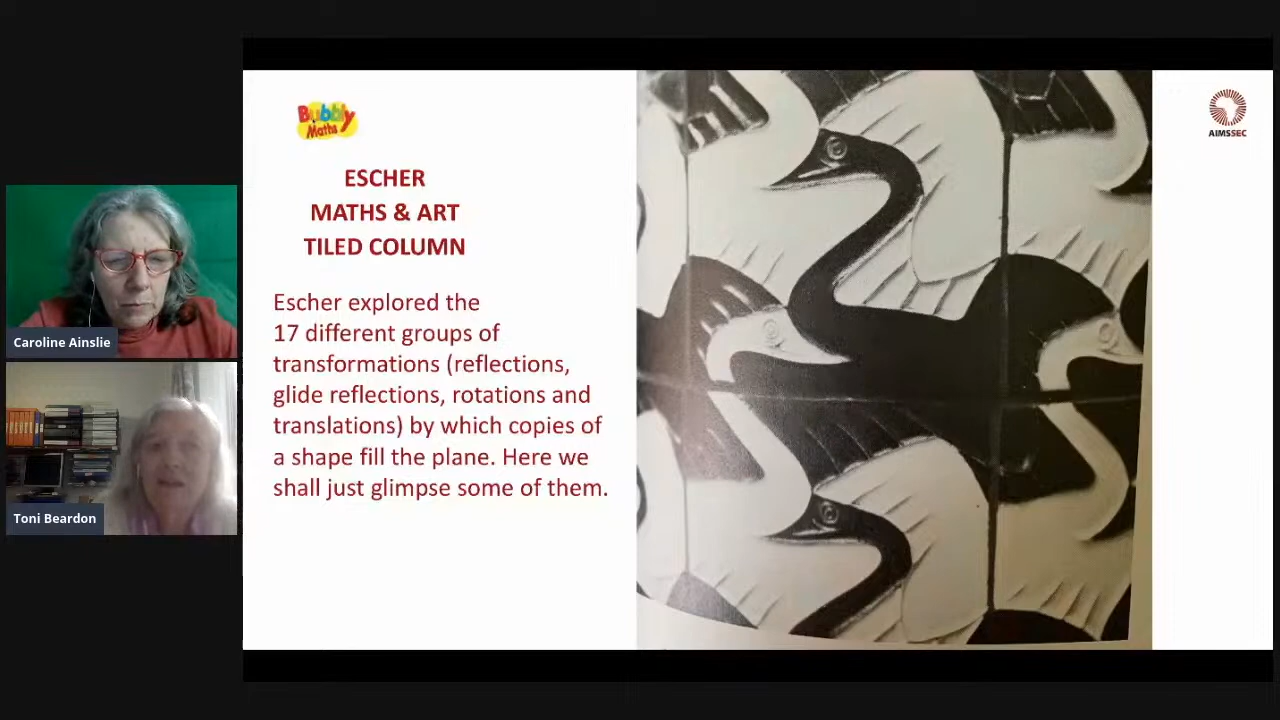 Bubbly
Maths
AIMSSEC
ESCHER
MATHS & ART
TILED COLUMN
Escher explored the
17 different groups of
transformations (reflections,
glide reflections, rotations and
translations) by which copies of
a shape fill the plane. Here we
shall just glimpse some of them.
Caroline Ainslie
Toni Beardon